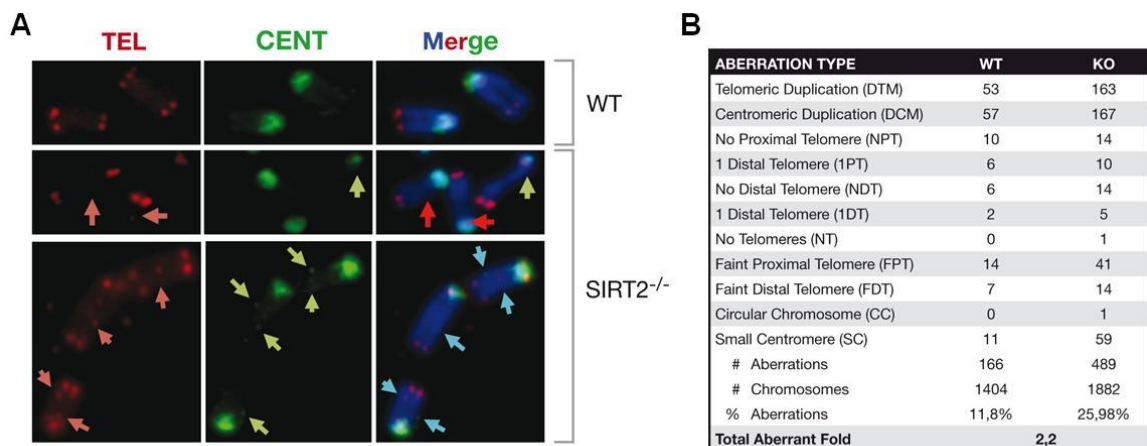 A
TEL CENT Merge
WT
SIRT2-/-
B
ABERRATION TYPE WT KO
Telomeric Duplication (DTM) 53 163
Centromeric Duplication (DCM) 57 167
No Proximal Telomere (NPT) 10 14
1 Distal Telomere (1PT) 6 10
No Distal Telomere (NDT) 6 14
1 Distal Telomere (1DT) 2 5
No Telomeres (NT) 0 1
Faint Proximal Telomere (FPT) 14 41
Faint Distal Telomere (FDT) 7 14
Circular Chromosome (CC) 0 1
Small Centromere (SC) 11 59
# Aberrations 166 489
# Chromosomes 1404 1882
% Aberrations 11,8% 25,98%
Total Aberrant Fold 2,2